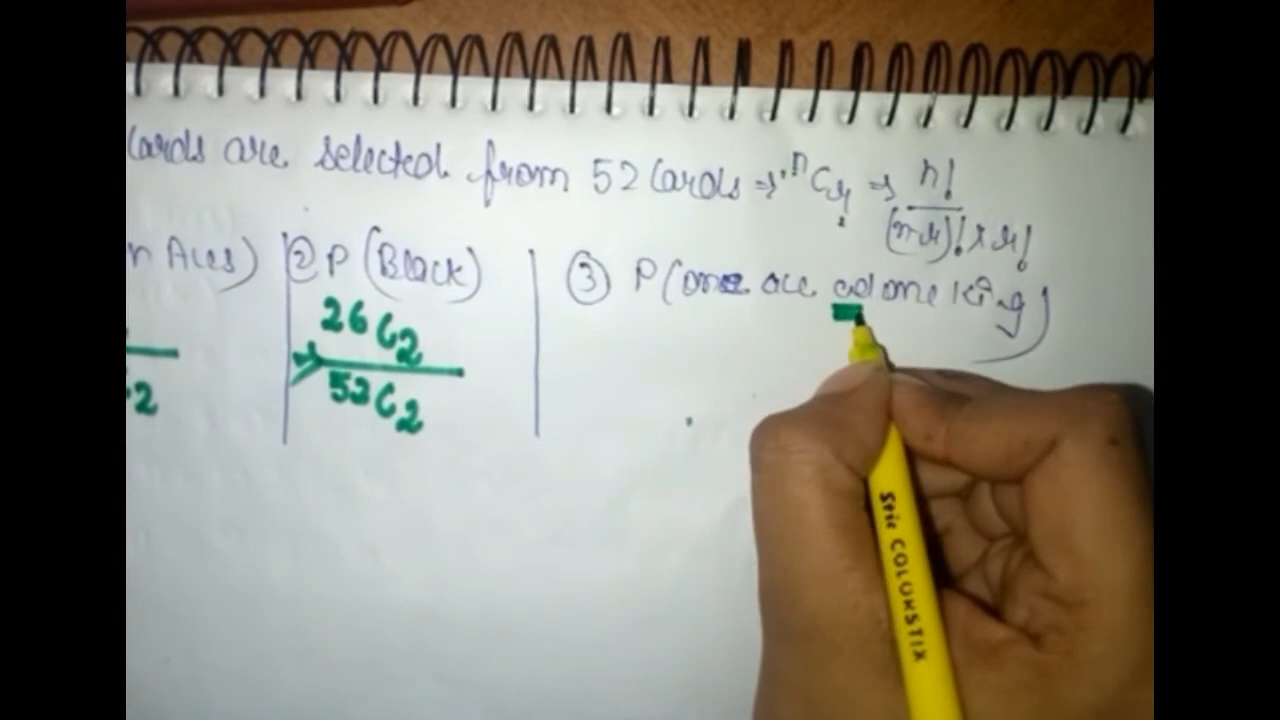 Cards are selected from 52 Cards ⇒ ⁿCᵣ ⇒ n!/(n-r)! × r!
n Aces) ② P (Black) ③ P (one ace and one king)
26C2
52C2
2
Stic COLORSTIX